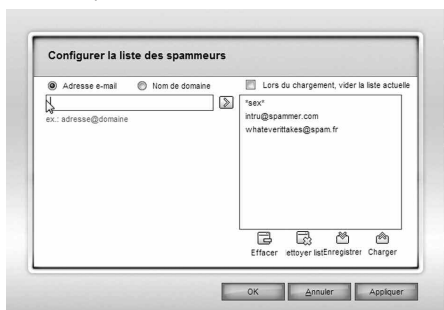 Configurer la liste des spammeurs
Adresse e-mail Nom de domaine
Lors du chargement, vider la liste actuelle
ex.: adresse@domaine
*sex*
intru@spammer.com
whateverittakes@spam.fr
Effacer ettoyer list Enregistrer Charger
OK Annuler Appliquer